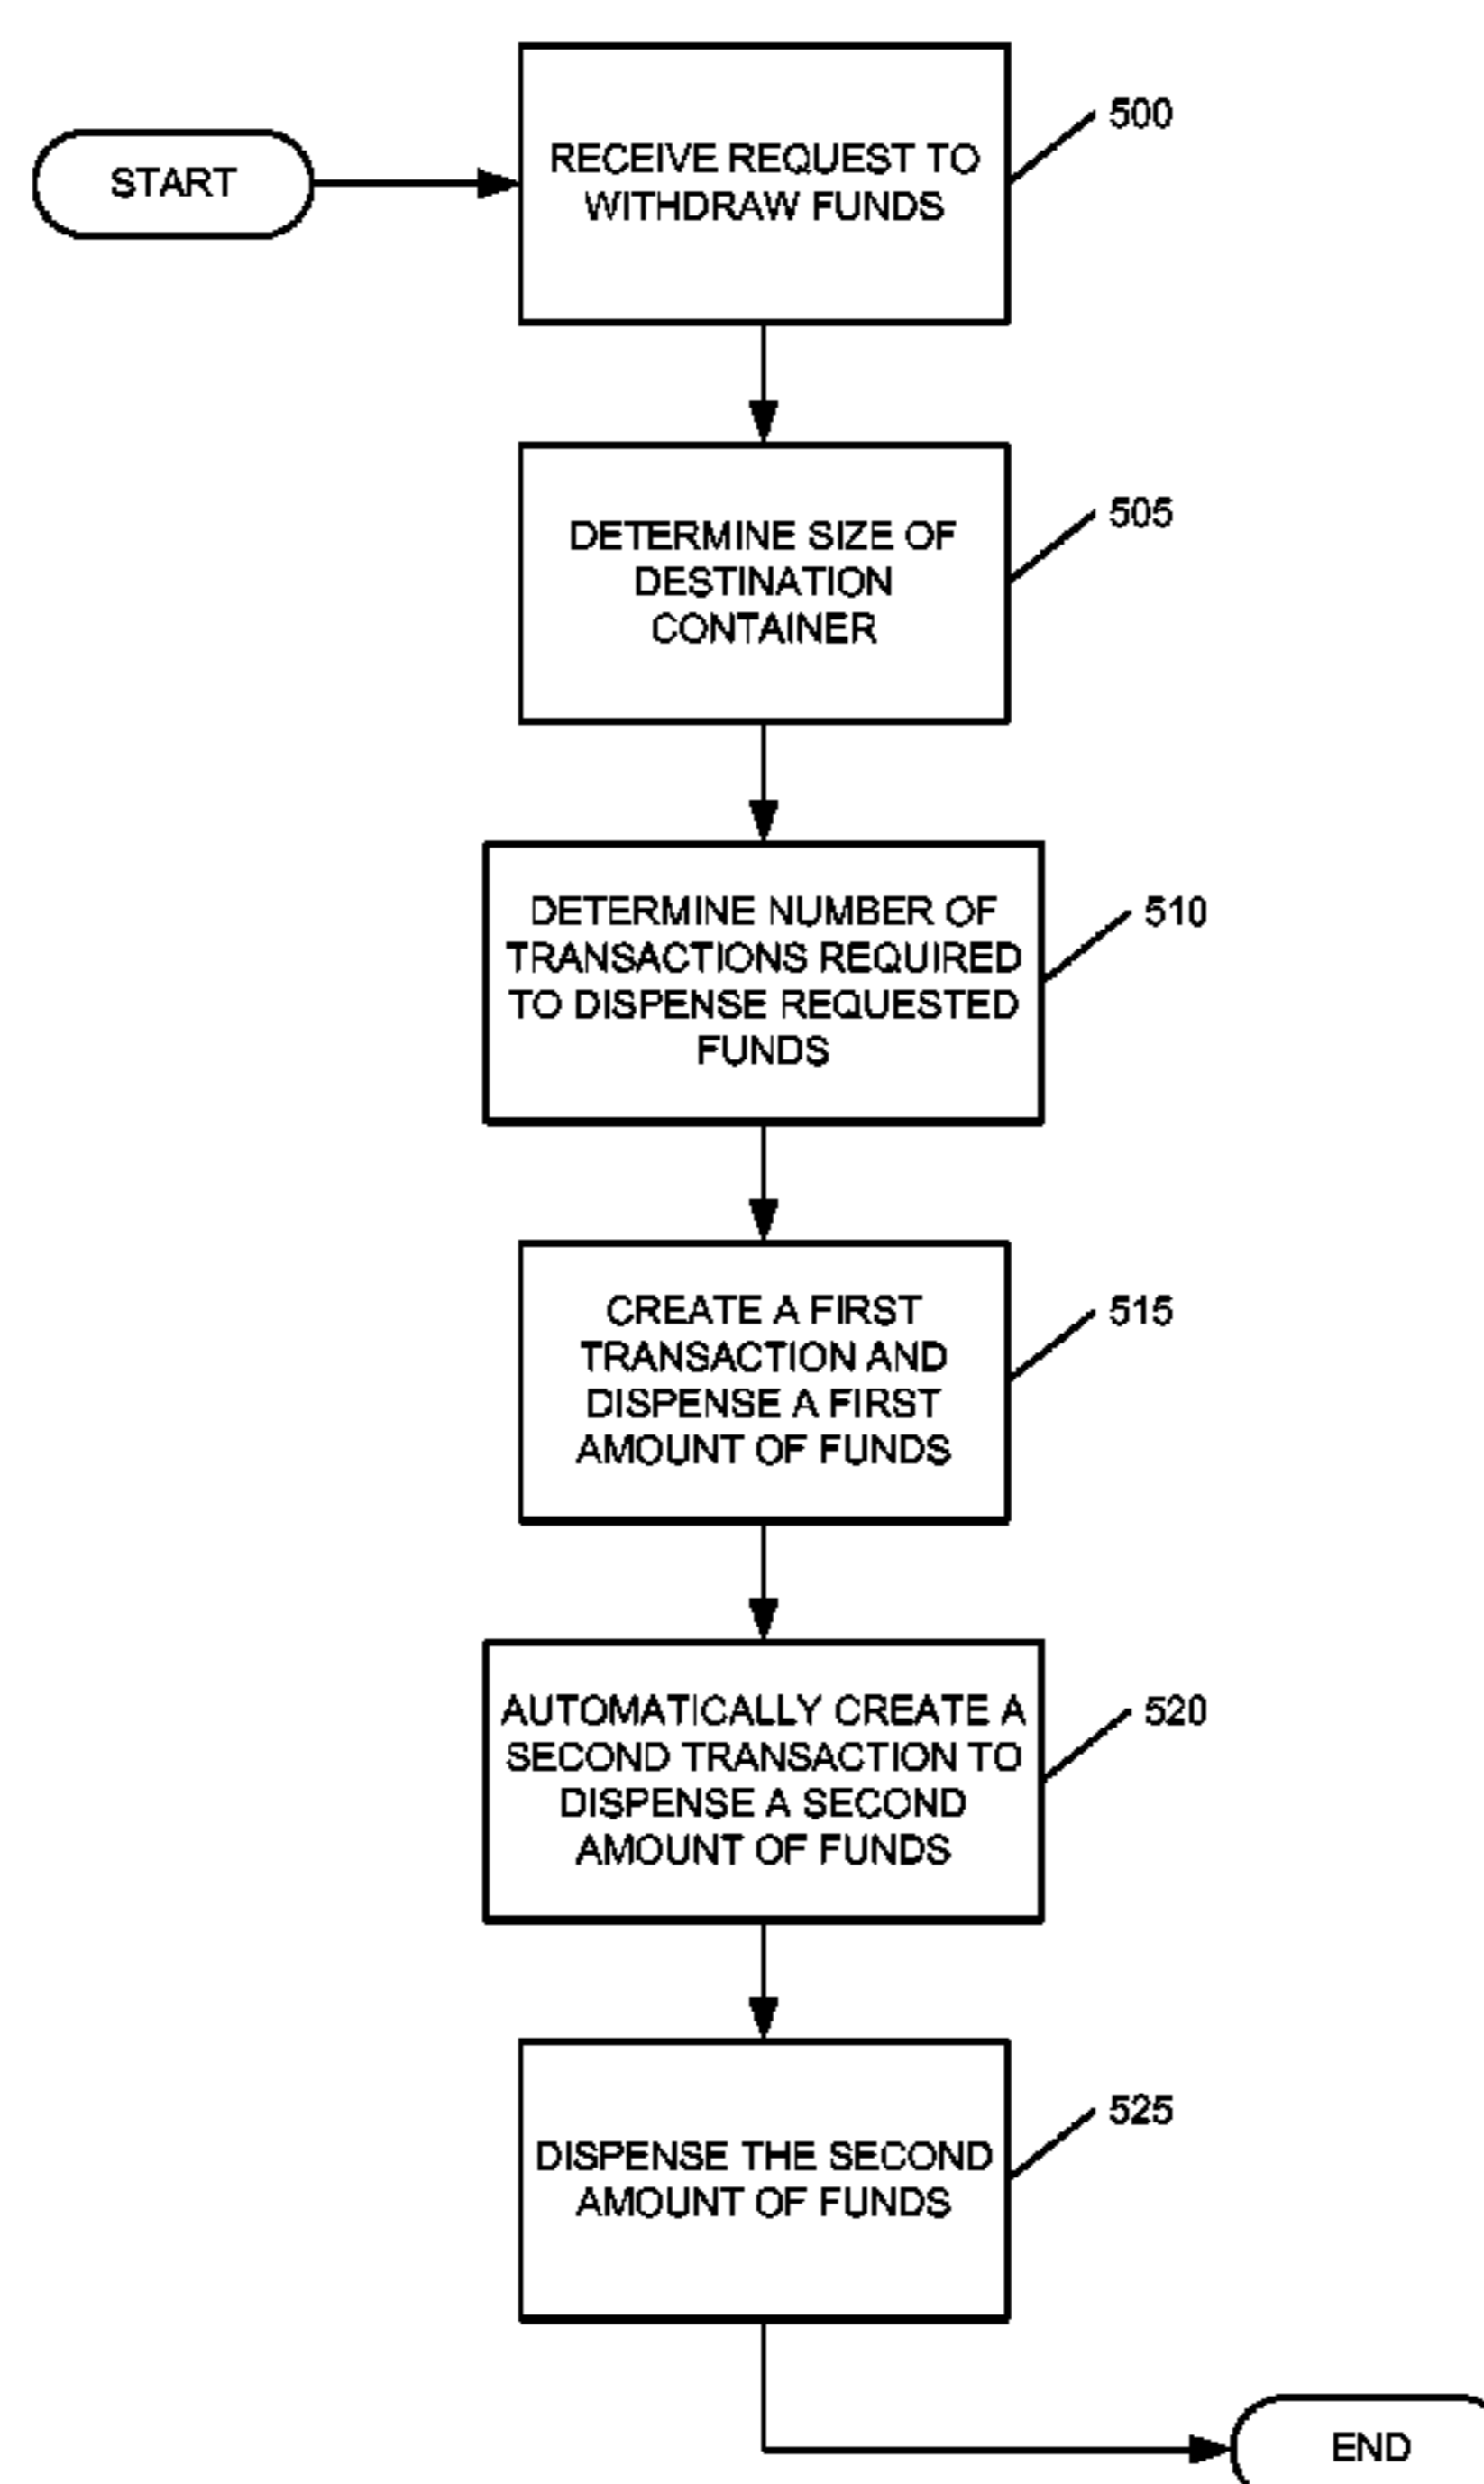 START
RECEIVE REQUEST TO
WITHDRAW FUNDS
500
DETERMINE SIZE OF
DESTINATION
CONTAINER
505
DETERMINE NUMBER OF
TRANSACTIONS REQUIRED
TO DISPENSE REQUESTED
FUNDS
510
CREATE A FIRST
TRANSACTION AND
DISPENSE A FIRST
AMOUNT OF FUNDS
515
AUTOMATICALLY CREATE A
SECOND TRANSACTION TO
DISPENSE A SECOND
AMOUNT OF FUNDS
520
DISPENSE THE SECOND
AMOUNT OF FUNDS
525
END